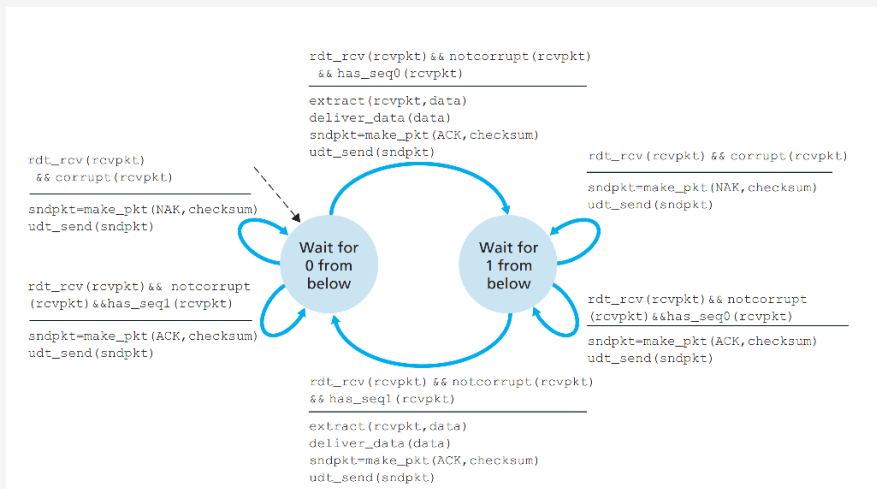 rdt_rcv(rcvpkt)&& notcorrupt(rcvpkt)
&& has_seq0(rcvpkt)
extract(rcvpkt,data)
deliver_data(data)
sndpkt=make_pkt(ACK,checksum)
udt_send(sndpkt)
rdt_rcv(rcvpkt)
&& corrupt(rcvpkt)
sndpkt=make_pkt(NAK,checksum)
udt_send(sndpkt)
rdt_rcv(rcvpkt) && corrupt(rcvpkt)
sndpkt=make_pkt(NAK,checksum)
udt_send(sndpkt)
Wait for
0 from
below
Wait for
1 from
below
rdt_rcv(rcvpkt)&& notcorrupt
(rcvpkt)&&has_seq1(rcvpkt)
sndpkt=make_pkt(ACK,checksum)
udt_send(sndpkt)
rdt_rcv(rcvpkt)&& notcorrupt
(rcvpkt)&&has_seq0(rcvpkt)
sndpkt=make_pkt(ACK,checksum)
udt_send(sndpkt)
rdt_rcv(rcvpkt) && notcorrupt(rcvpkt)
&& has_seq1(rcvpkt)
extract(rcvpkt,data)
deliver_data(data)
sndpkt=make_pkt(ACK,checksum)
udt_send(sndpkt)